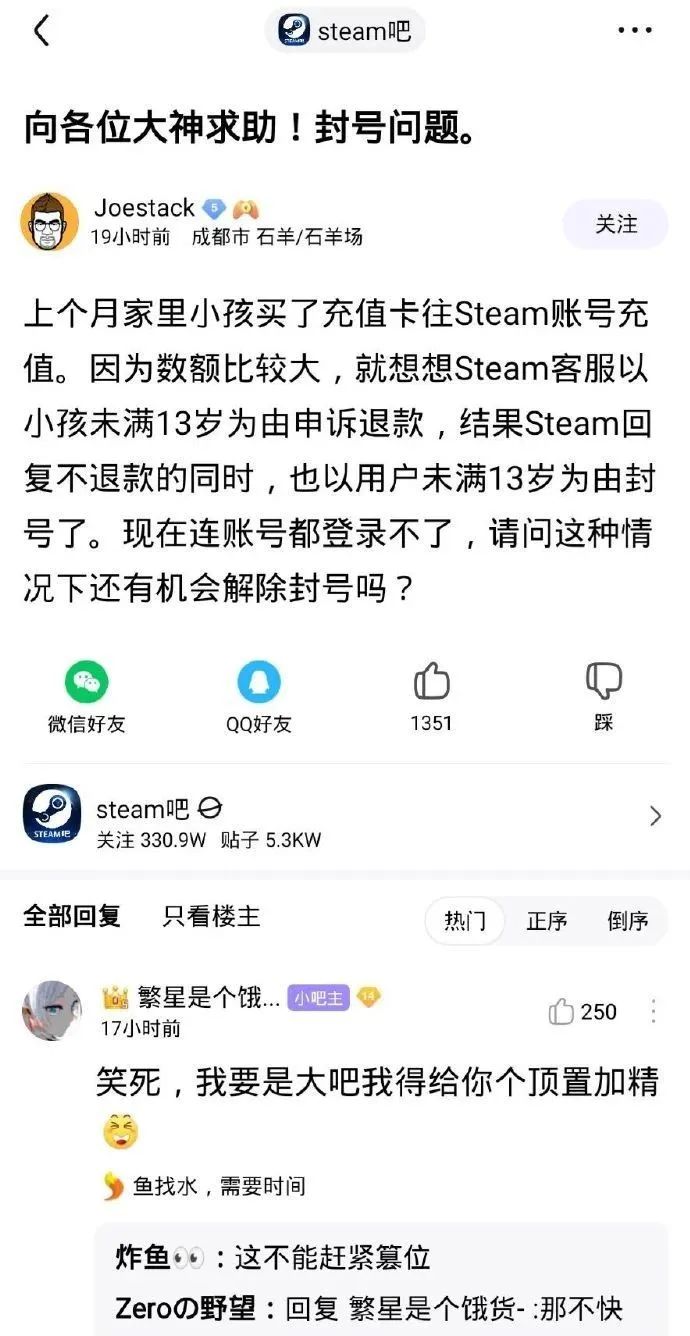 steam吧
向各位大神求助！封号问题。
Joestack 5
19小时前 成都市 石羊/石羊场
关注
上个月家里小孩买了充值卡往Steam账号充
值。因为数额比较大，就想想Steam客服以
小孩未满13岁为由申诉退款，结果Steam回
复不退款的同时，也以用户未满13岁为由封
号了。现在连账号都登录不了，请问这种情
况下还有机会解除封号吗？
微信好友 QQ好友 1351 踩
STEAM吧
steam吧
关注 330.9W 贴子 5.3KW
全部回复 只看楼主 热门 正序 倒序
繁星是个饿... 小吧主 14
17小时前
250
笑死，我要是大吧我得给你个顶置加精
鱼找水，需要时间
炸鱼👀：这不能赶紧篡位
Zeroの野望：回复 繁星是个饿货- :那不快